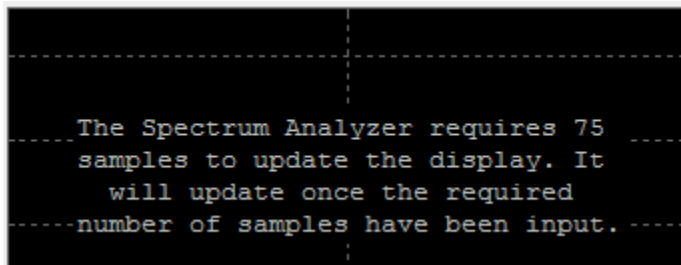 The Spectrum Analyzer requires 75
samples to update the display. It
will update once the required
number of samples have been input.